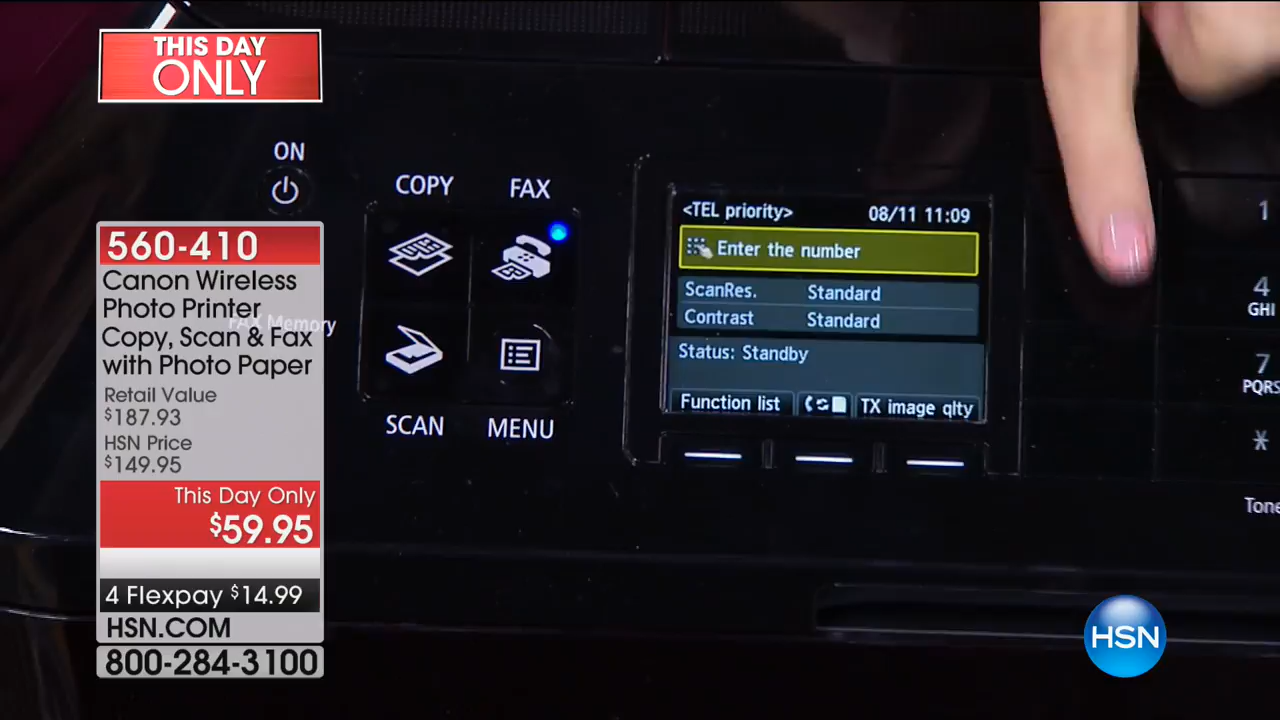 THIS DAY
ONLY
560-410
Canon Wireless
Photo Printer
Copy, Scan & Fax
with Photo Paper
Retail Value
$187.93
HSN Price
$149.95
This Day Only
$59.95
4 Flexpay $14.99
HSN.COM
800-284-3100
ON
FAX Memory
COPY
FAX
SCAN
MENU
<TEL priority> 08/11 11:09
Enter the number
ScanRes. Standard
Contrast Standard
Status: Standby
Function list TX image qlty
1
4
GHI
7
PQRS
*
Tone
HSN